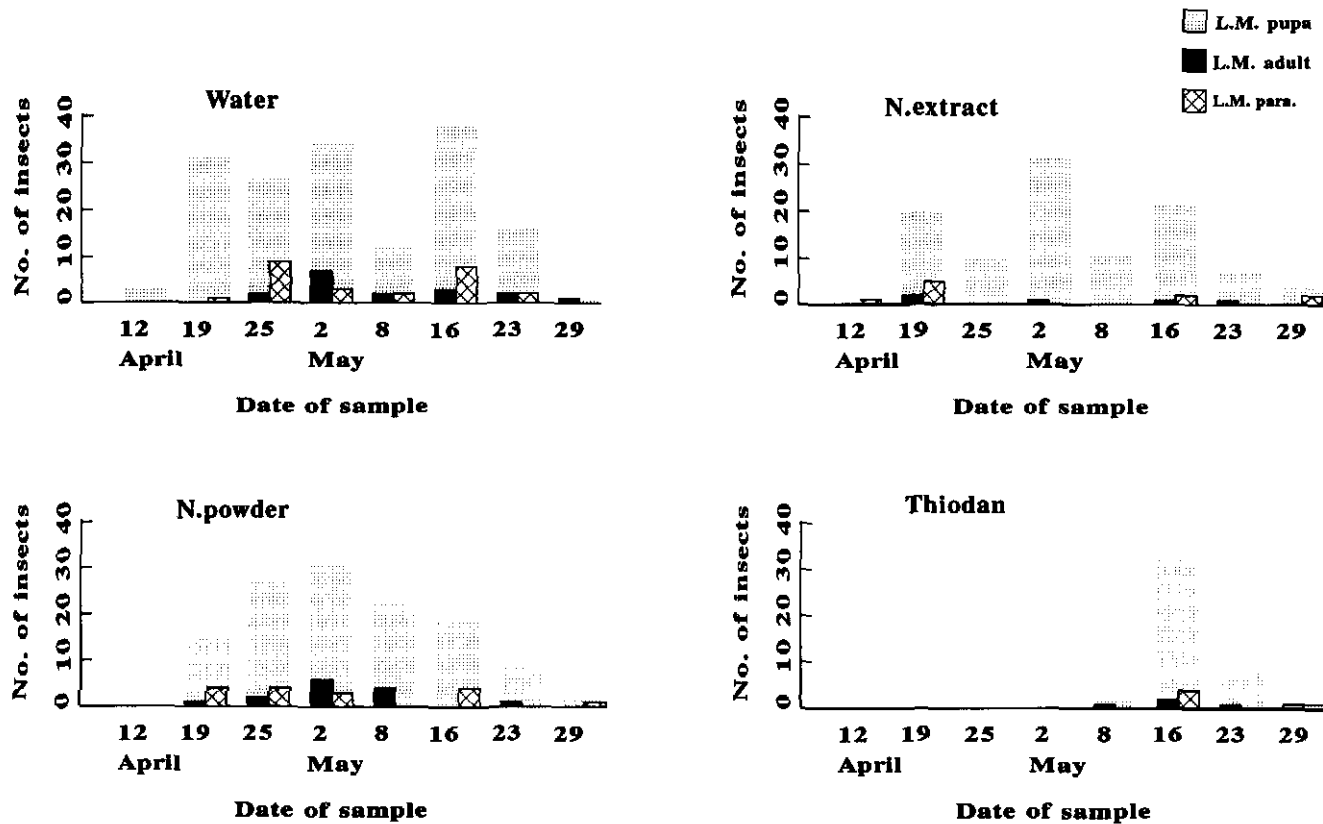 L.M. pupa
L.M. adult
L.M. para.
Water
No. of insects
40
30
20
10
0
12 19 25 2 8 16 23 29
April May
Date of sample
N.extract
No. of insects
40
30
20
10
0
12 19 25 2 8 16 23 29
April May
Date of sample
N.powder
No. of insects
40
30
20
10
0
12 19 25 2 8 16 23 29
April May
Date of sample
Thiodan
No. of insects
40
30
20
10
0
12 19 25 2 8 16 23 29
April May
Date of sample